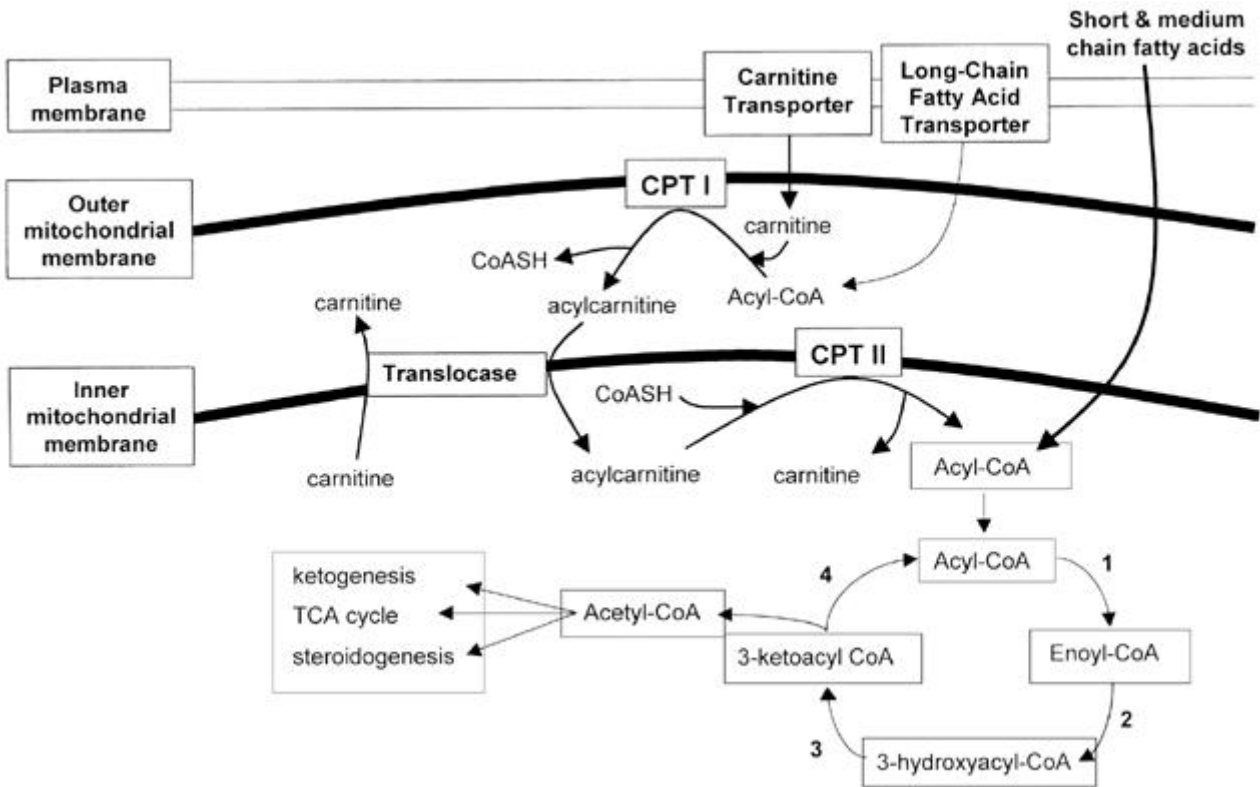 Short & medium
chain fatty acids
Plasma
membrane
Carnitine
Transporter
Long-Chain
Fatty Acid
Transporter
Outer
mitochondrial
membrane
CPT I
carnitine
CoASH
acylcarnitine
Acyl-CoA
carnitine
Inner
mitochondrial
membrane
Translocase
CPT II
CoASH
carnitine
acylcarnitine
carnitine
Acyl-CoA
Acyl-CoA
1
4
ketogenesis
TCA cycle
steroidogenesis
Acetyl-CoA
3-ketoacyl CoA
Enoyl-CoA
2
3
3-hydroxyacyl-CoA